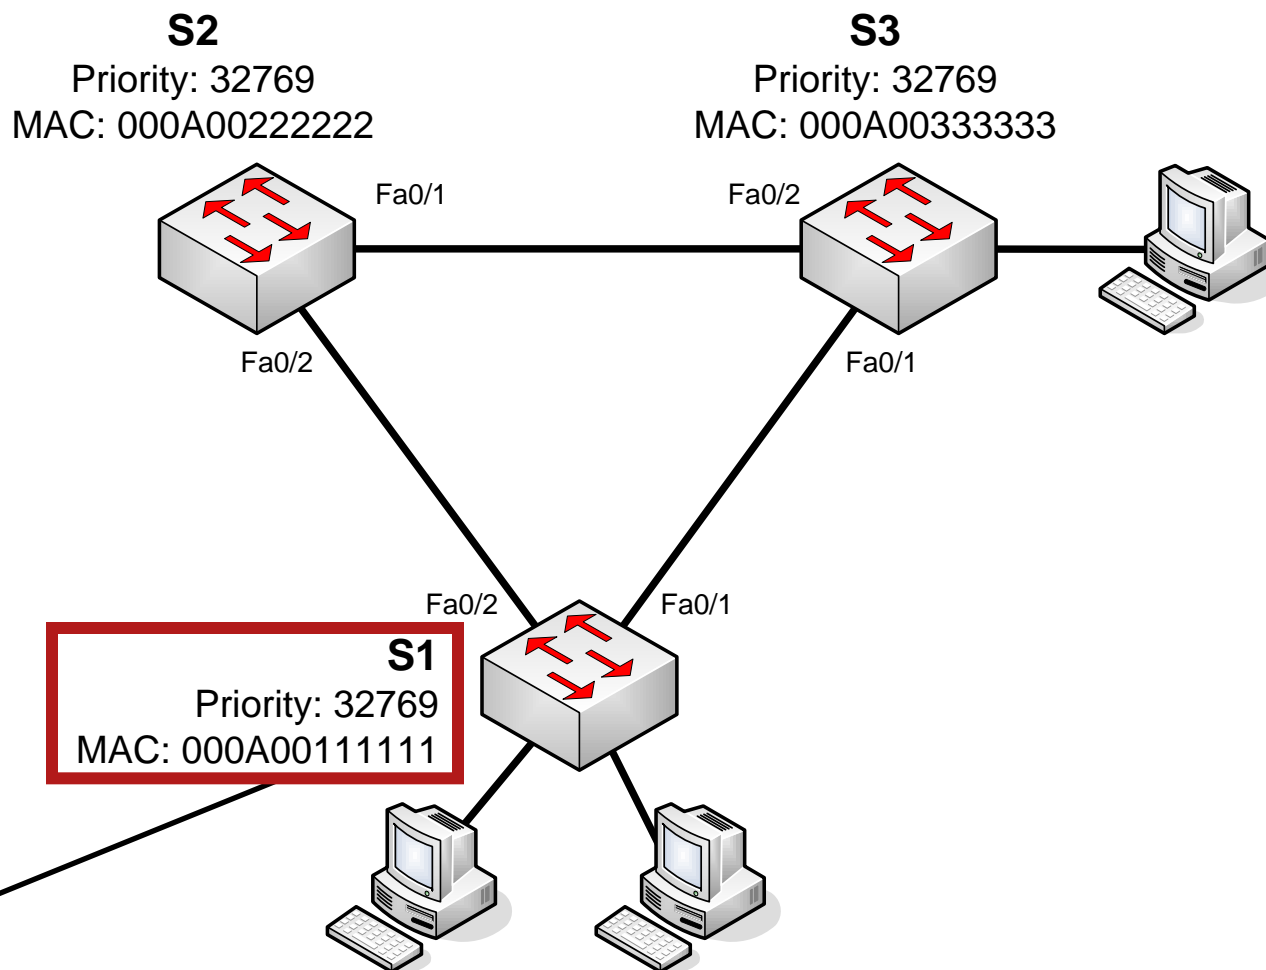 S2
Priority: 32769
MAC: 000A00222222
S3
Priority: 32769
MAC: 000A00333333
Fa0/1
Fa0/2
Fa0/2
Fa0/1
Fa0/2
Fa0/1
S1
Priority: 32769
MAC: 000A00111111